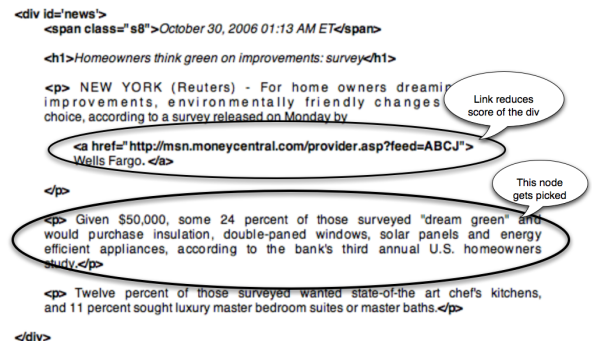 <div id='news'>
<span class="s8">October 30, 2006 01:13 AM ET</span>
<h1>Homeowners think green on improvements: survey</h1>
<p> NEW YORK (Reuters) - For home owners
improvements, environmentally friendly changes
choice, according to a survey released on Monday by
Link reduces
score of the div
<a href="http://msn.moneycentral.com/provider.asp?feed=ABCJ">
Wells Fargo. </a>
</p>
This node
gets picked
<p> Given $50,000, some 24 percent of those surveyed "dream green" and
would purchase insulation, double-paned windows, solar panels and energy
efficient appliances, according to the bank's third annual U.S. homeowners
study.</p>
<p> Twelve percent of those surveyed wanted state-of-the art chef's kitchens,
and 11 percent sought luxury master bedroom suites or master baths.</p>
</div>